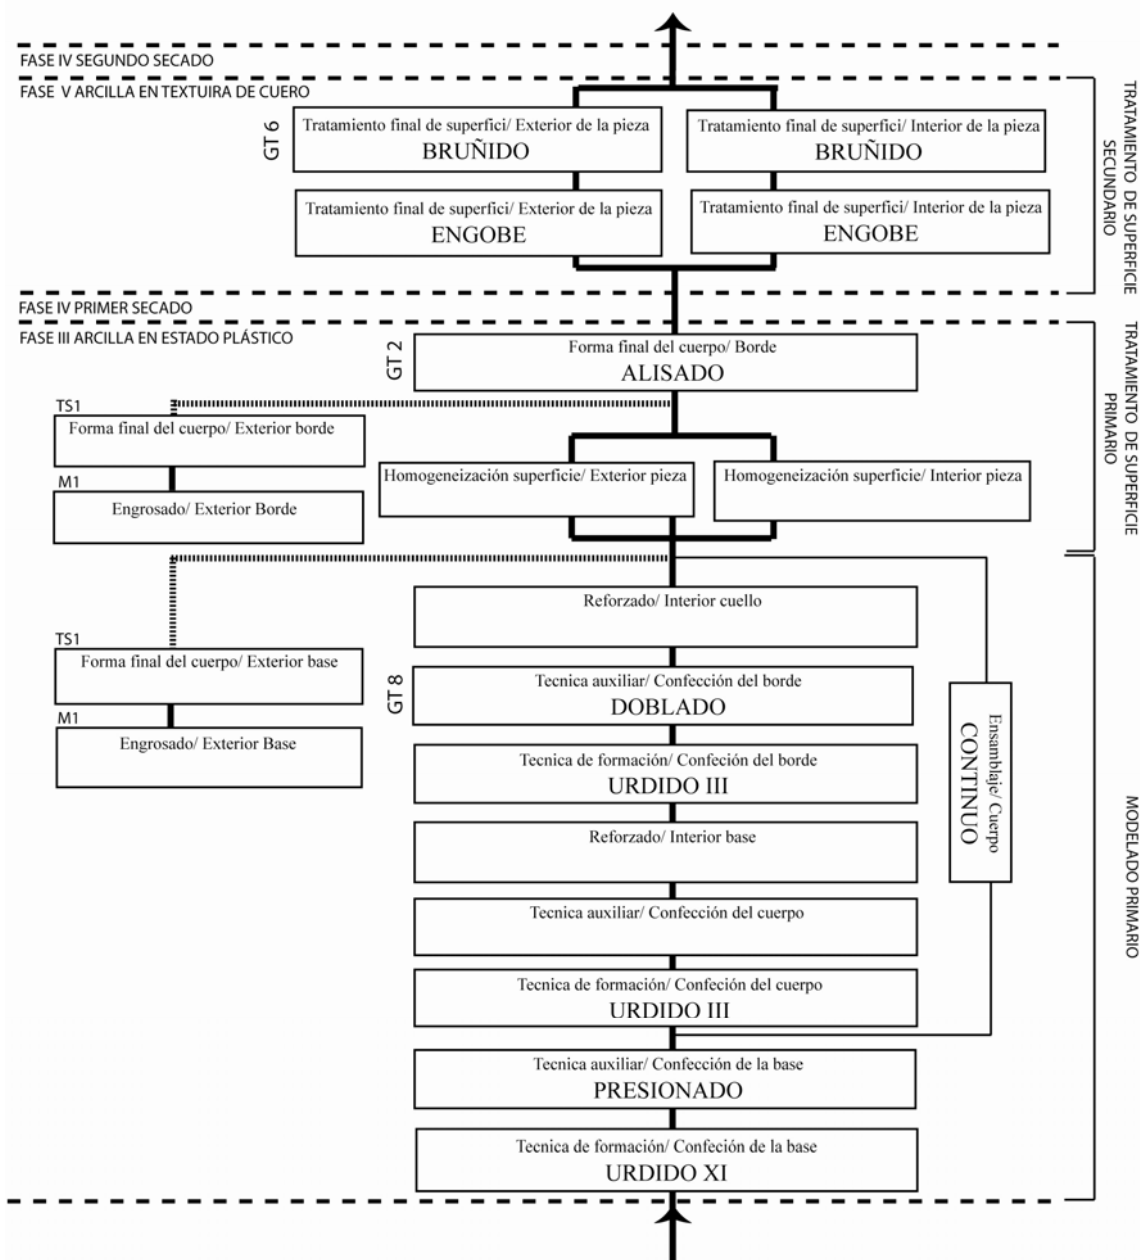 FASE IV SEGUNDO SECADO
FASE V ARCILLA EN TEXTUIRA DE CUERO
GT 6
Tratamiento final de superfici/ Exterior de la pieza
BRUÑIDO
Tratamiento final de superfici/ Interior de la pieza
BRUÑIDO
Tratamiento final de superfici/ Exterior de la pieza
ENGOBE
Tratamiento final de superfici/ Interior de la pieza
ENGOBE
TRATAMIENTO DE SUPERFICIE
SECUNDARIO
FASE IV PRIMER SECADO
FASE III ARCILLA EN ESTADO PLÁSTICO
GT 2
Forma final del cuerpo/ Borde
ALISADO
TS1
Forma final del cuerpo/ Exterior borde
M1
Engrosado/ Exterior Borde
Homogeneización superficie/ Exterior pieza
Homogeneización superficie/ Interior pieza
TRATAMIENTO DE SUPERFICIE
PRIMARIO
Reforzado/ Interior cuello
TS1
Forma final del cuerpo/ Exterior base
M1
Engrosado/ Exterior Base
GT 8
Tecnica auxiliar/ Confección del borde
DOBLADO
Tecnica de formación/ Confeción del borde
URDIDO III
Reforzado/ Interior base
Tecnica auxiliar/ Confección del cuerpo
Tecnica de formación/ Confeción del cuerpo
URDIDO III
Tecnica auxiliar/ Confección de la base
PRESIONADO
Tecnica de formación/ Confeción de la base
URDIDO XI
Ensamblaje/ Cuerpo
CONTINUO
MODELADO PRIMARIO